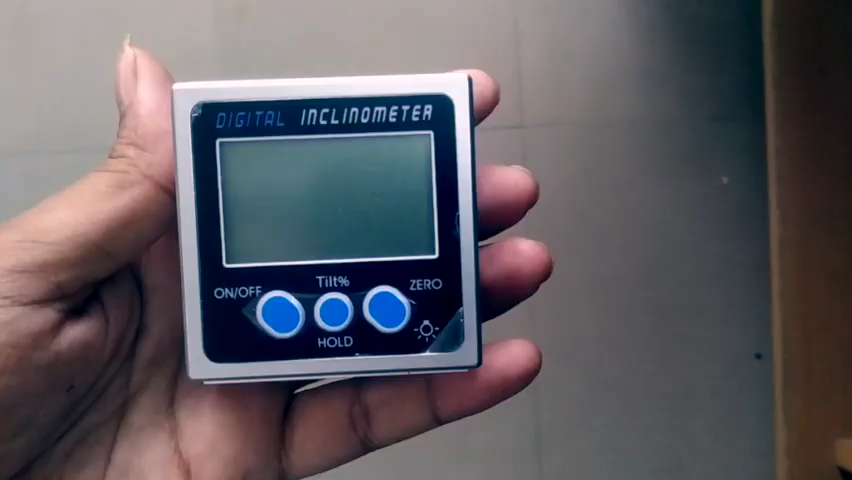 DIGITAL INCLINOMETER
ON/OFF
Tilt%
ZERO
HOLD